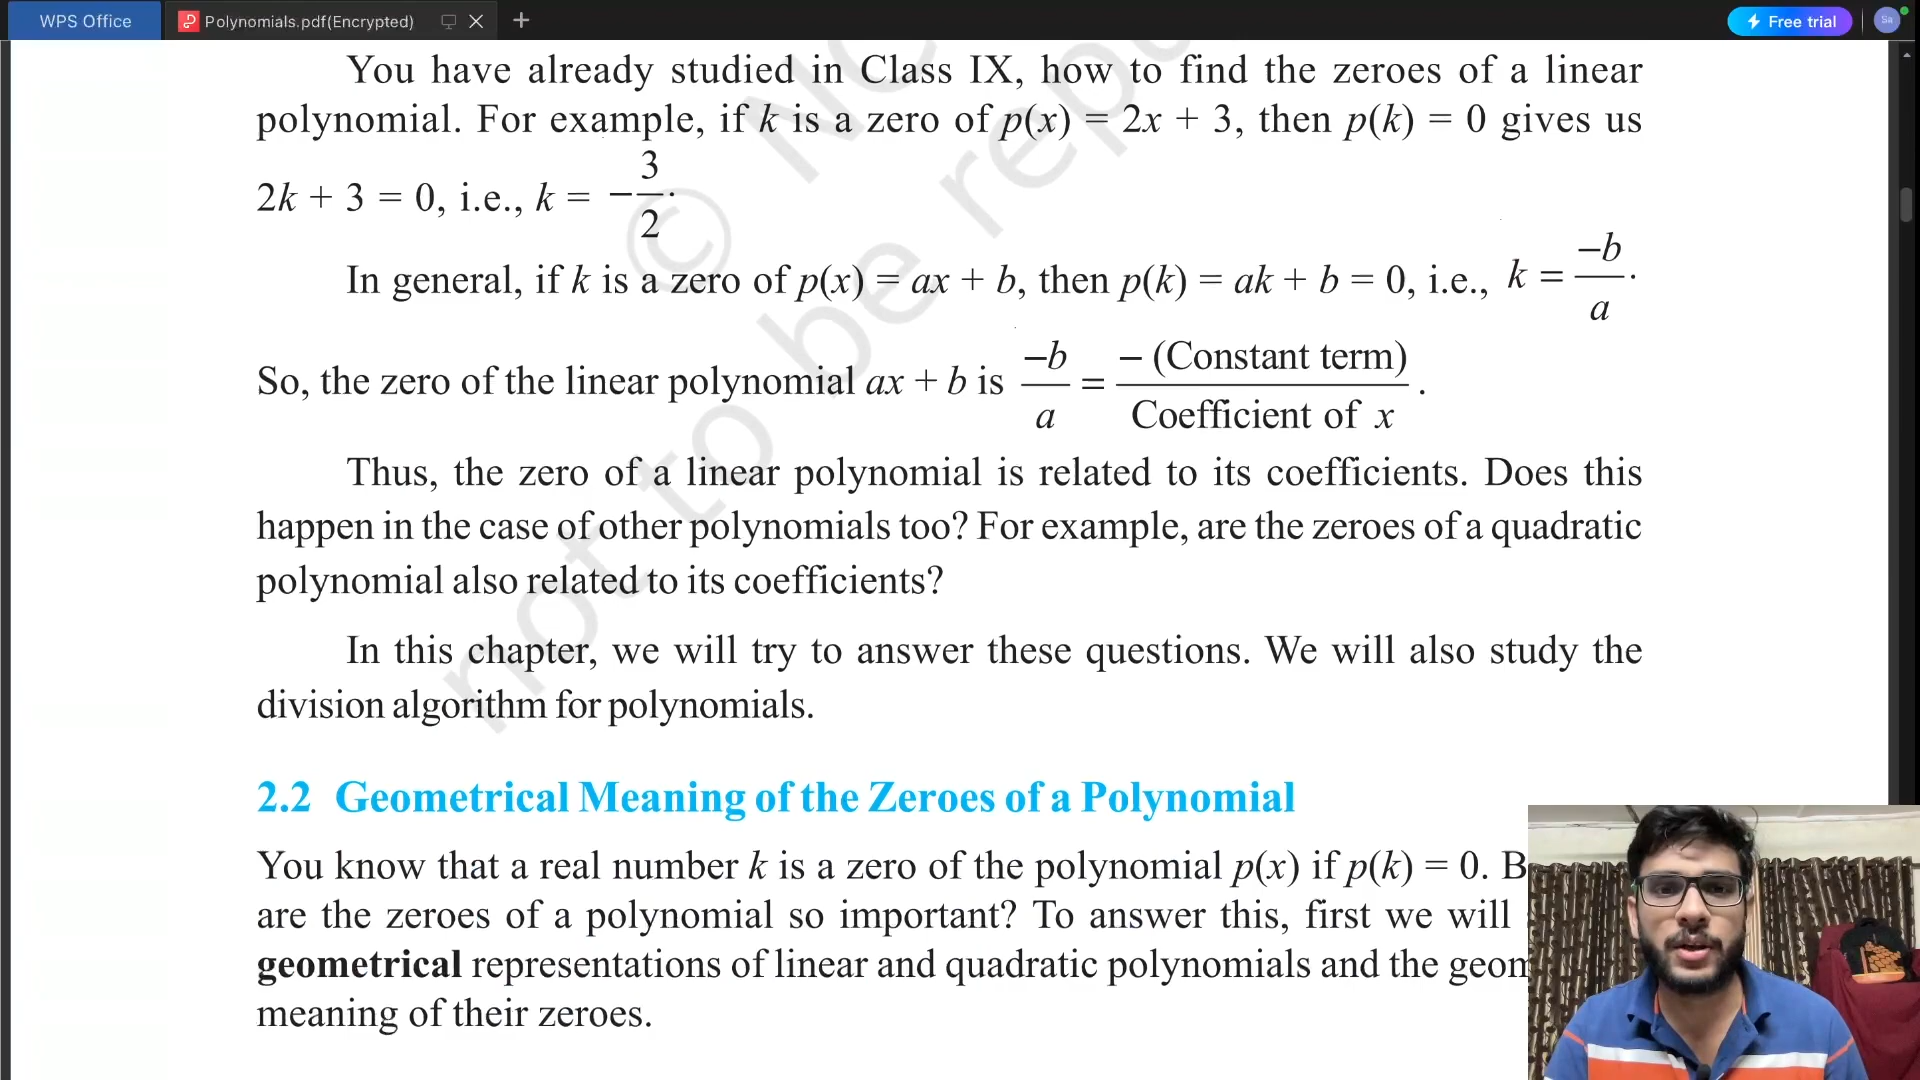 WPS Office
Polynomials.pdf(Encrypted)
Free trial
Sa
You have already studied in Class IX, how to find the zeroes of a linear
polynomial. For example, if k is a zero of p(x) = 2x + 3, then p(k) = 0 gives us
2k + 3 = 0, i.e., k = −3/2.
In general, if k is a zero of p(x) = ax + b, then p(k) = ak + b = 0, i.e., k = −b/a.
So, the zero of the linear polynomial ax + b is −b/a = − (Constant term)/Coefficient of x.
Thus, the zero of a linear polynomial is related to its coefficients. Does this
happen in the case of other polynomials too? For example, are the zeroes of a quadratic
polynomial also related to its coefficients?
In this chapter, we will try to answer these questions. We will also study the
division algorithm for polynomials.
2.2 Geometrical Meaning of the Zeroes of a Polynomial
You know that a real number k is a zero of the polynomial p(x) if p(k) = 0. B
are the zeroes of a polynomial so important? To answer this, first we will
geometrical representations of linear and quadratic polynomials and the geom
meaning of their zeroes.
© NC
not to be repu